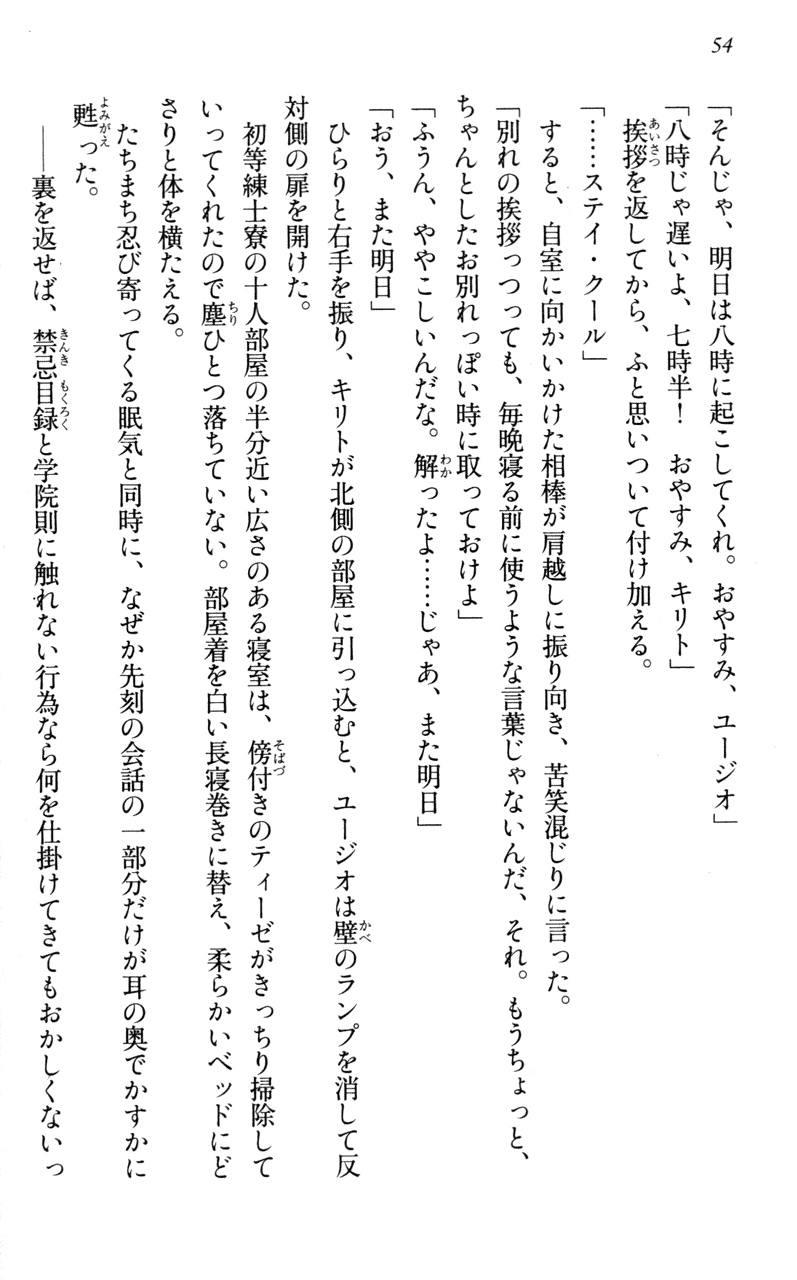 54
「そんじゃ、明日は八時に起こしてくれ。おやすみ、ユージオ」
「八時じゃ遅いよ、七時半！　おやすみ、キリト」
　挨拶を返してから、ふと思いついて付け加える。
「……ステイ・クール」
　すると、自室に向かいかけた相棒が肩越しに振り向き、苦笑混じりに言った。
「別れの挨拶っつっても、毎晩寝る前に使うような言葉じゃないんだ、それ。もうちょっと、
ちゃんとしたお別れっぽい時に取っておけよ」
「ふうん、ややこしいんだな。解ったよ……じゃあ、また明日」
「おう、また明日」
　ひらりと右手を振り、キリトが北側の部屋に引っ込むと、ユージオは壁のランプを消して反
対側の扉を開けた。
　初等練士寮の十人部屋の半分近い広さのある寝室は、傍付きのティーゼがきっちり掃除して
いってくれたので塵ひとつ落ちていない。部屋着を白い長寝巻きに替え、柔らかいベッドにど
さりと体を横たえる。
　たちまち忍び寄ってくる眠気と同時に、なぜか先刻の会話の一部分だけが耳の奥でかすかに
甦った。
　――裏を返せば、禁忌目録と学院則に触れない行為なら何を仕掛けてきてもおかしくないっ